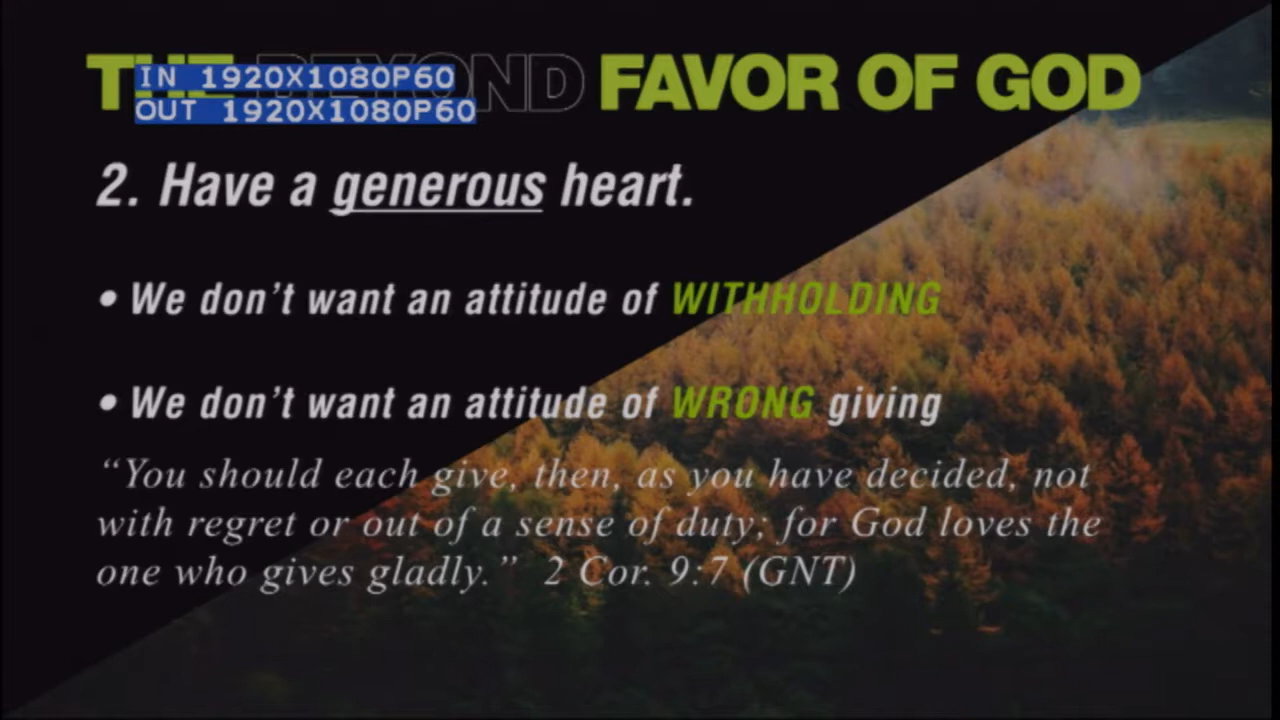 THE BEYOND FAVOR OF GOD
IN 1920X1080P60
OUT 1920X1080P60
2. Have a generous heart.
• We don't want an attitude of WITHHOLDING
• We don't want an attitude of WRONG giving
“You should each give, then, as you have decided, not
with regret or out of a sense of duty; for God loves the
one who gives gladly.” 2 Cor. 9:7 (GNT)